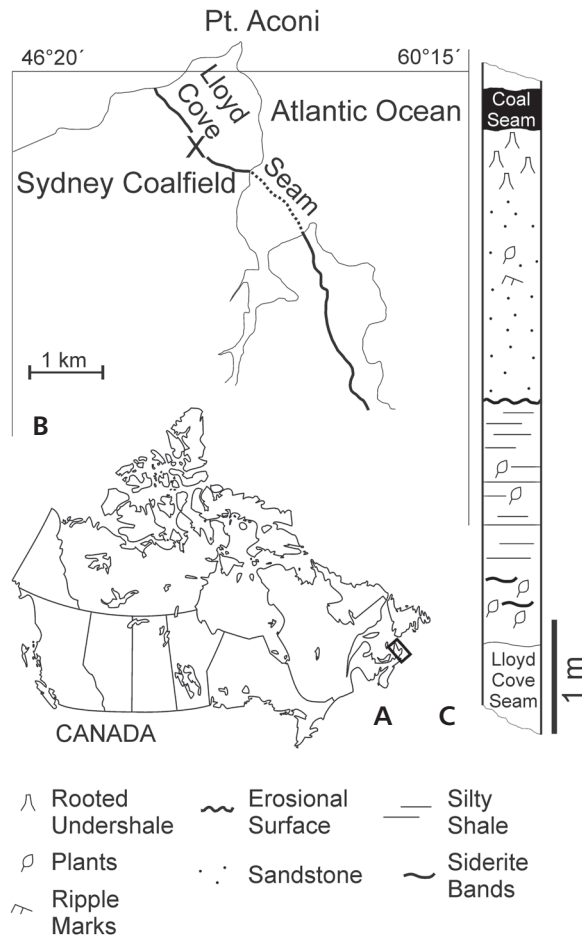 Pt. Aconi
46°20´
60°15´
Lloyd
Cove
Atlantic Ocean
X
Sydney Coalfield
Seam
1 km
B
CANADA
A
C
Coal
Seam
Lloyd
Cove
Seam
1 m
Rooted
Undershale
Erosional
Surface
Silty
Shale
Plants
Sandstone
Siderite
Bands
Ripple
Marks